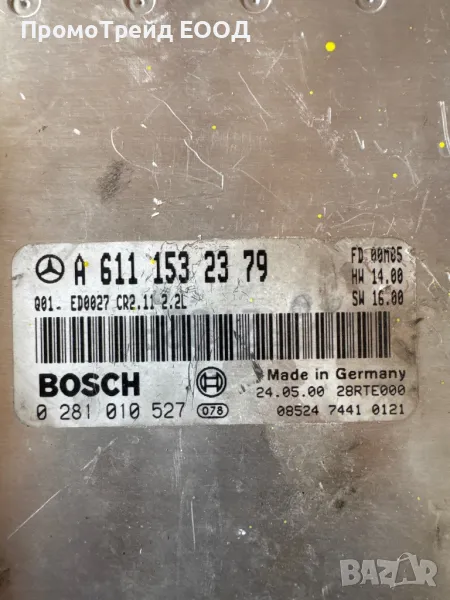 ПромоТрейд ЕООД
A 611 153 23 79
FD 00M05
HW 14.00
SW 16.00
Q01- ED0027 CR2.11 2.2L
BOSCH
Made in Germany
24.05.00 28RTE000
0 281 010 527 078
08524 7441 0121
BAZAR